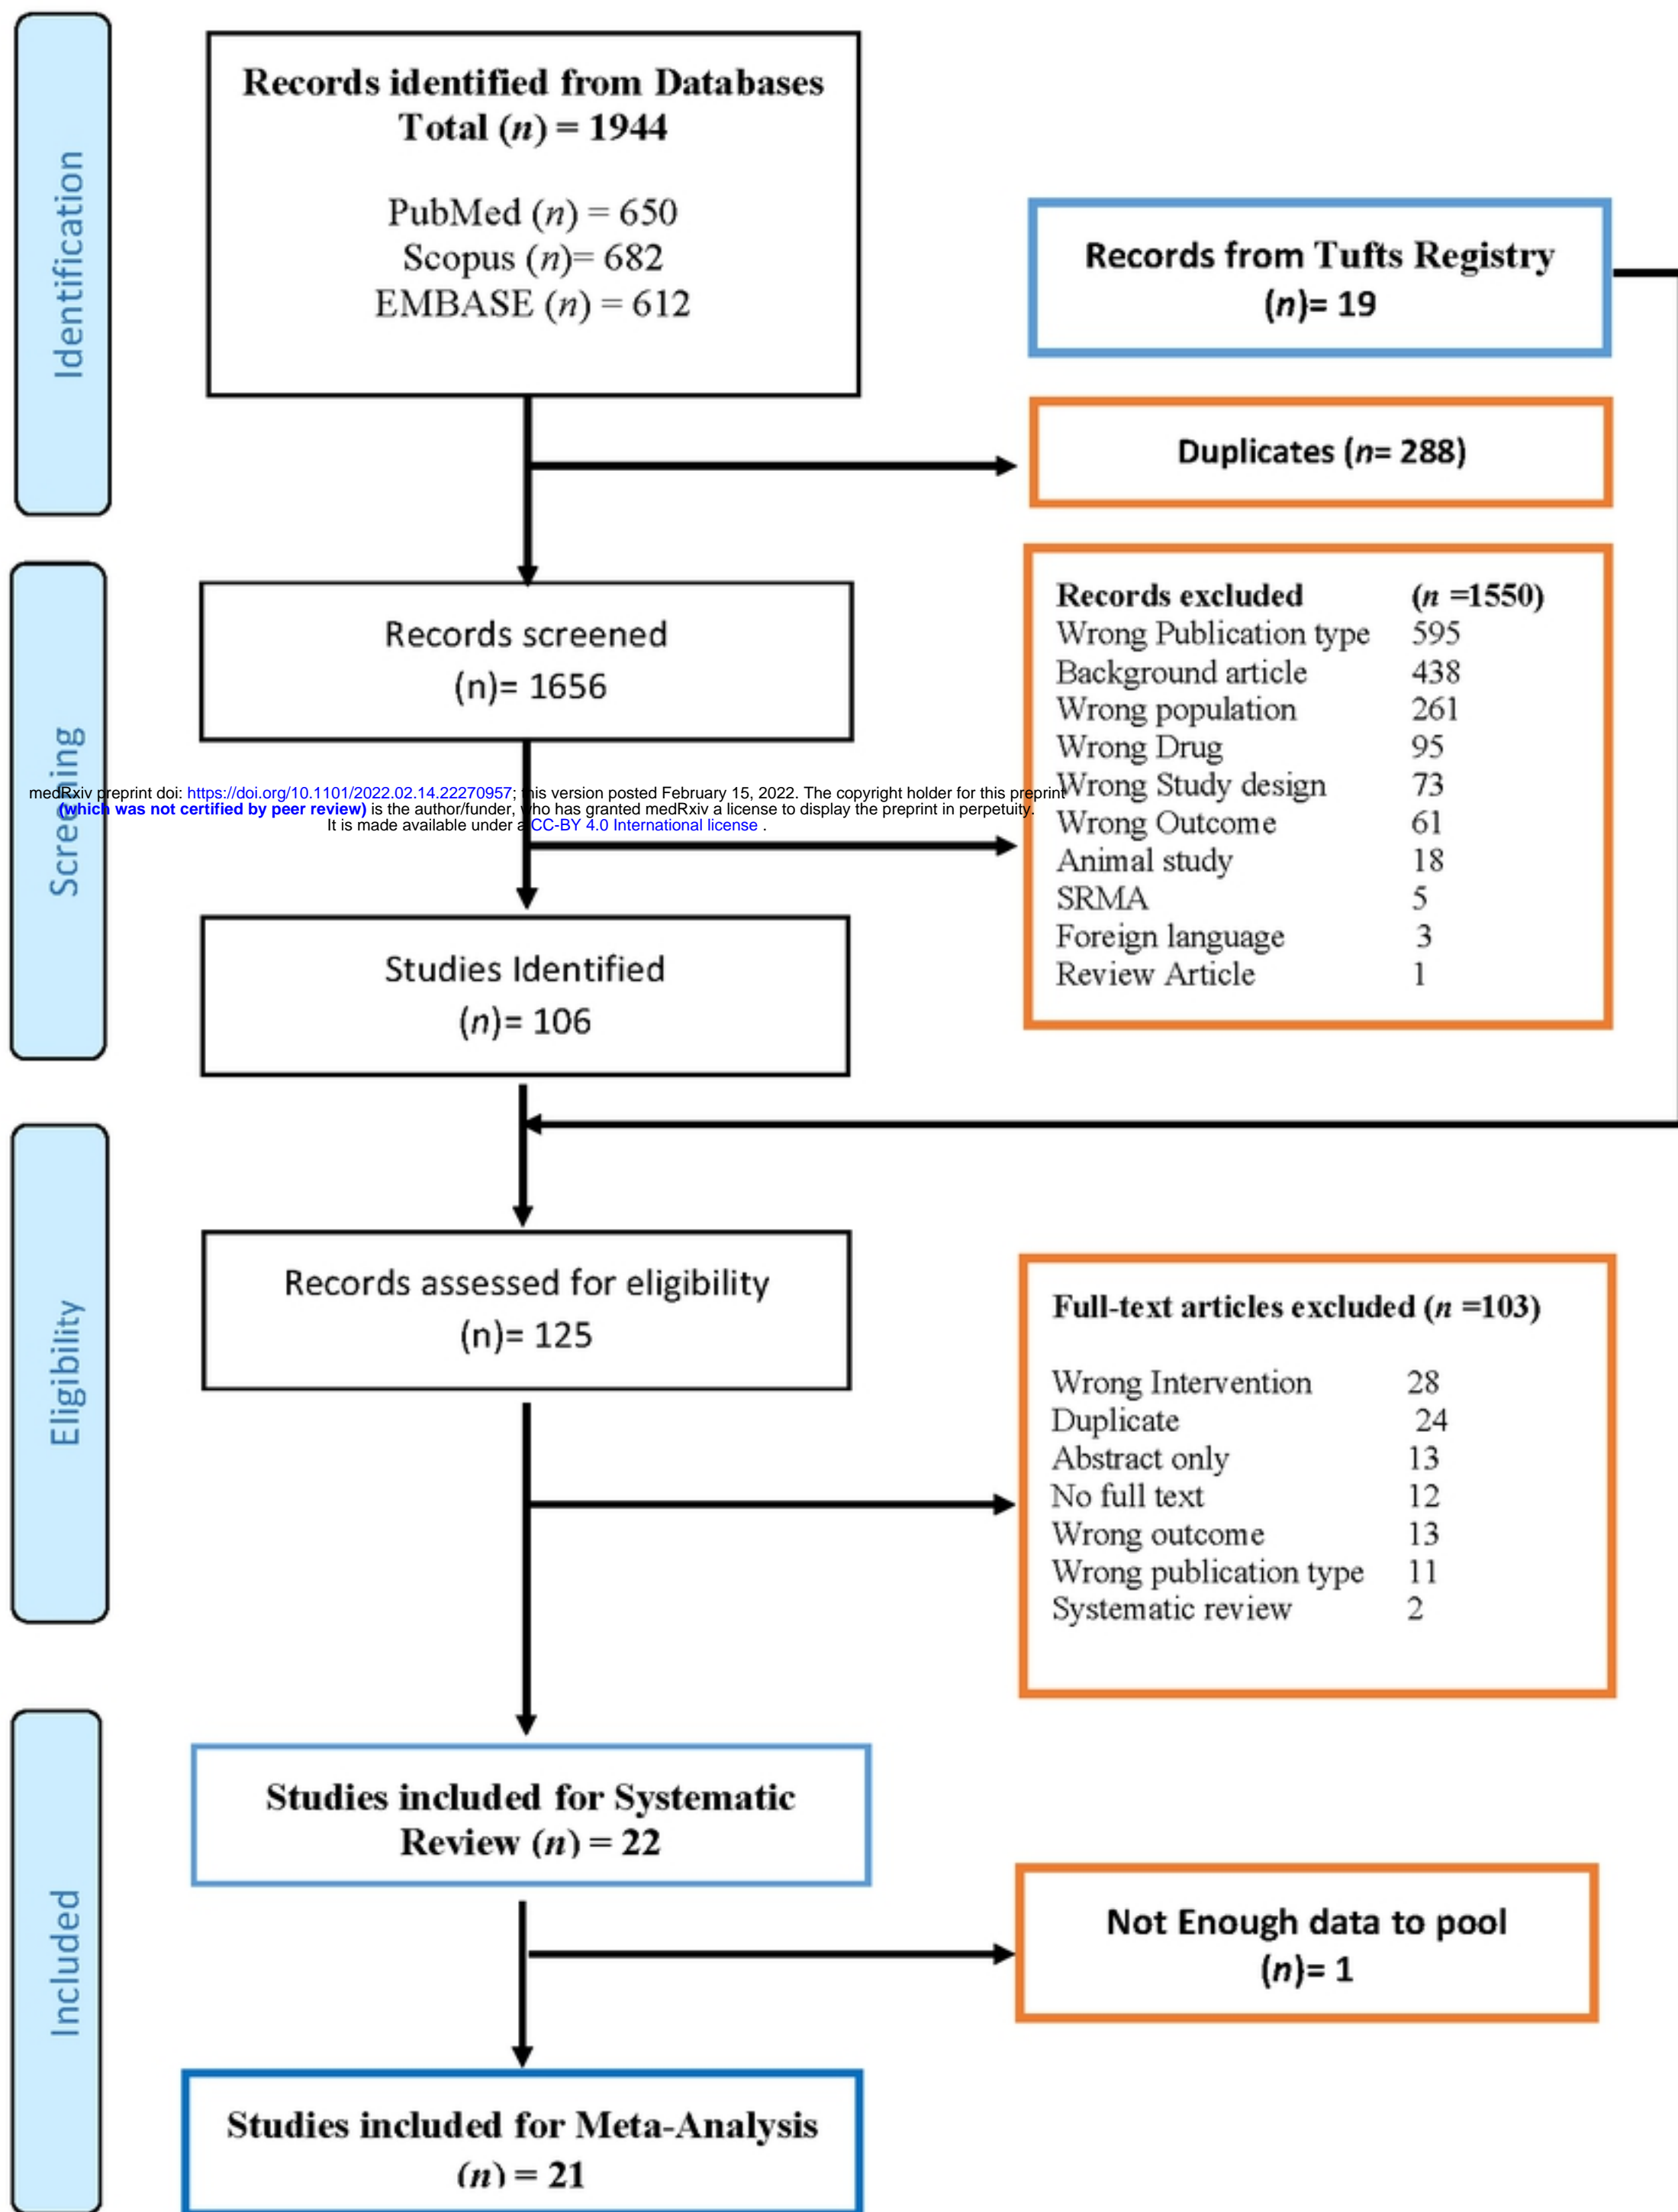 Identification
Records identified from Databases
Total (n) = 1944
PubMed (n) = 650
Scopus (n)= 682
EMBASE (n) = 612
Records from Tufts Registry
(n)= 19
Duplicates (n= 288)
Screening
Records screened
(n)= 1656
Records excluded (n =1550)
Wrong Publication type 595
Background article 438
Wrong population 261
Wrong Drug 95
Wrong Study design 73
Wrong Outcome 61
Animal study 18
SRMA 5
Foreign language 3
Review Article 1
medRxiv preprint doi: https://doi.org/10.1101/2022.02.14.22270957; this version posted February 15, 2022. The copyright holder for this preprint
(which was not certified by peer review) is the author/funder, who has granted medRxiv a license to display the preprint in perpetuity.
It is made available under a CC-BY 4.0 International license .
Studies Identified
(n)= 106
Eligibility
Records assessed for eligibility
(n)= 125
Full-text articles excluded (n =103)
Wrong Intervention 28
Duplicate 24
Abstract only 13
No full text 12
Wrong outcome 13
Wrong publication type 11
Systematic review 2
Included
Studies included for Systematic
Review (n) = 22
Not Enough data to pool
(n)= 1
Studies included for Meta-Analysis
(n) = 21